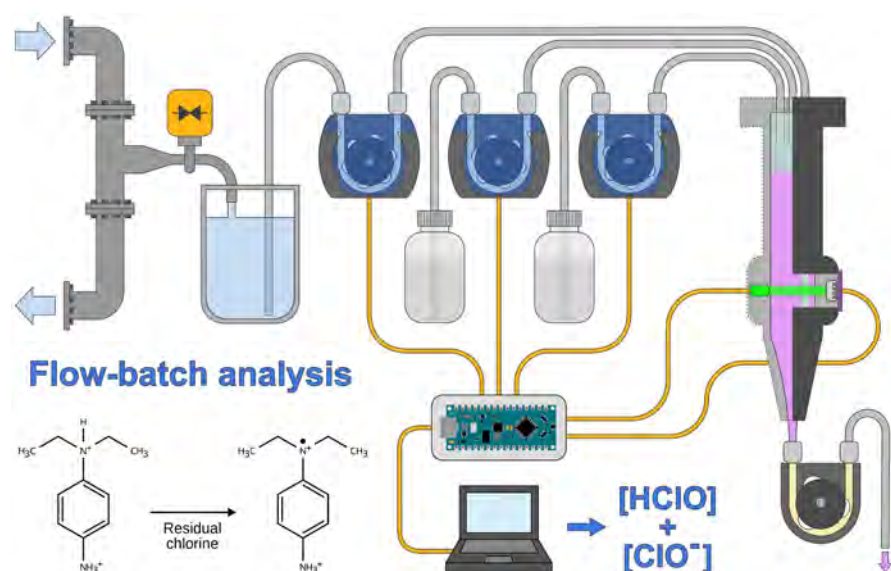 Flow-batch analysis
H
H₃C
N⁺
CH₃
NH₃⁺
Residual
chlorine
H₃C
N⁺
CH₃
NH₃⁺
[HClO]
+
[ClO⁻]